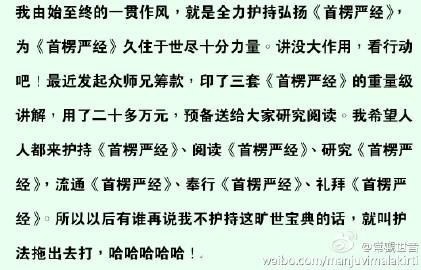 我由始至终的一贯作风，就是全力护持弘扬《首楞严经》，
为《首楞严经》久住于世尽十分力量。讲没大作用，看行动
吧！最近发起众师兄筹款，印了三套《首楞严经》的重量级
讲解，用了二十多万元，预备送给大家研究阅读。我希望人
人都来护持《首楞严经》、阅读《首楞严经》、研究《首楞严
经》，流通《首楞严经》、奉行《首楞严经》、礼拜《首楞严
经》。所以以后有谁再说我不护持这旷世宝典的话，就叫护
法拖出去打，哈哈哈哈哈！.
@常谶世音
weibo.com/manjuvimalakirti